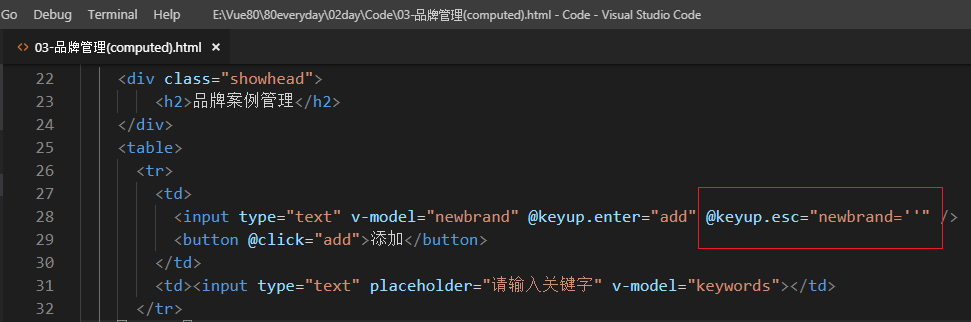 Go Debug Terminal Help E:\Vue80\80everyday\02day\Code\03-品牌管理(computed).html - Code - Visual Studio Code
<> 03-品牌管理(computed).html ×
22 <div class="showhead">
23 <h2>品牌案例管理</h2>
24 </div>
25 <table>
26 <tr>
27 <td>
28 <input type="text" v-model="newbrand" @keyup.enter="add" @keyup.esc="newbrand=''" />
29 <button @click="add">添加</button>
30 </td>
31 <td><input type="text" placeholder="请输入关键字" v-model="keywords"></td>
32 </tr>